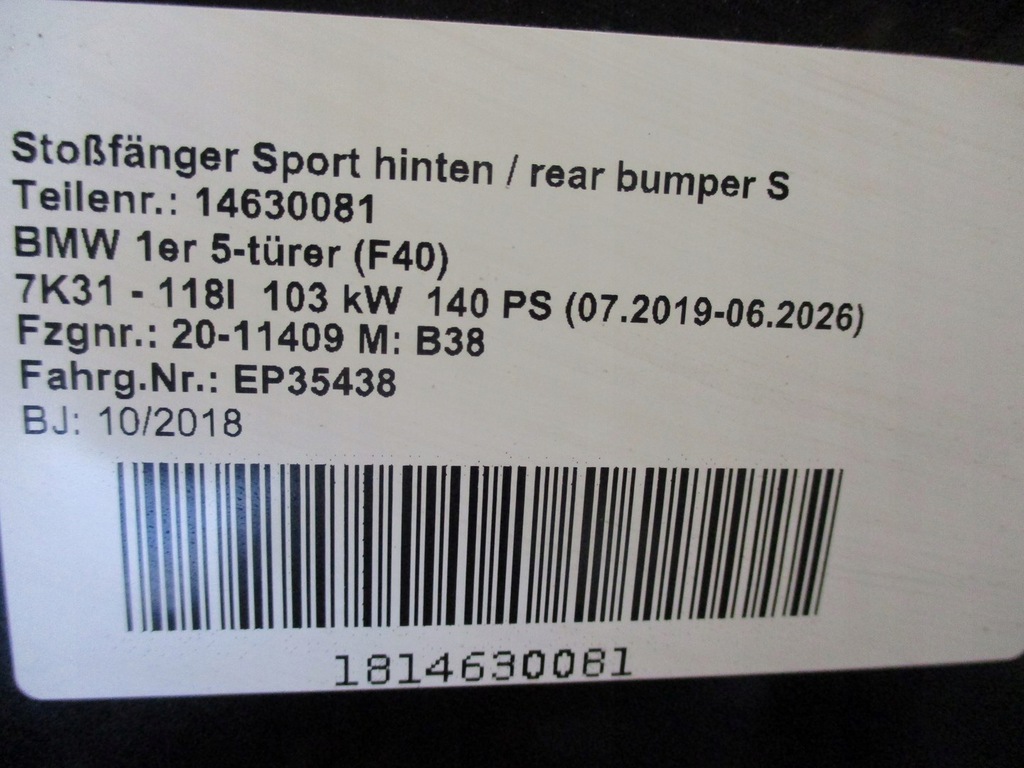 Stoßfänger Sport hinten / rear bumper S
Teilenr.: 14630081
BMW 1er 5-türer (F40)
7K31 - 118I 103 kW 140 PS (07.2019-06.2026)
Fzgnr.: 20-11409 M: B38
Fahrg.Nr.: EP35438
BJ: 10/2018
1814630081